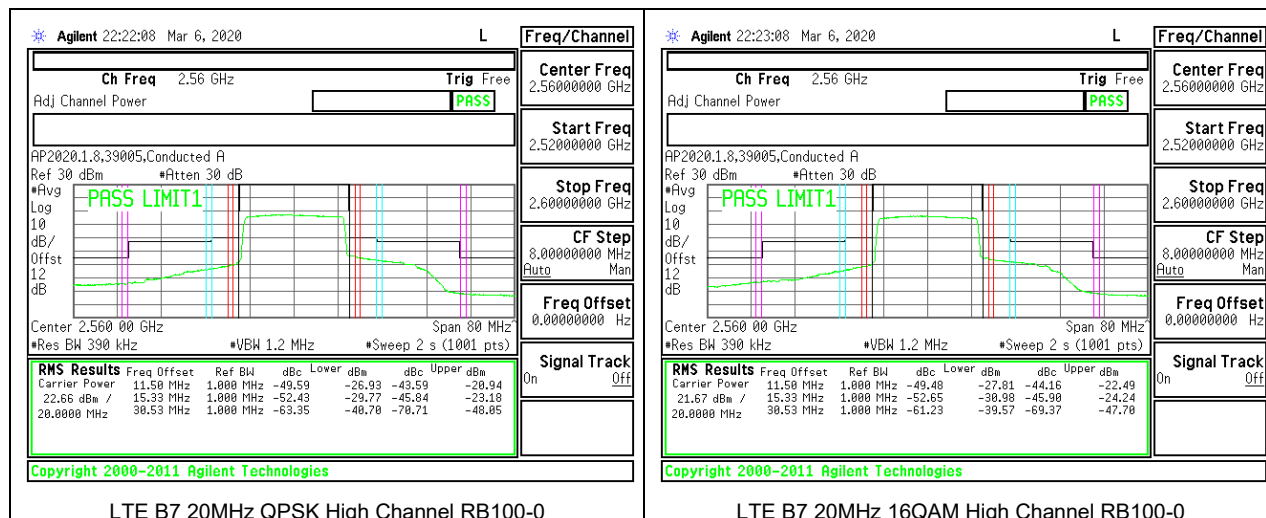 Agilent 22:22:08 Mar 6, 2020 L
Freq/Channel
Ch Freq 2.56 GHz Trig Free
Adj Channel Power PASS
Center Freq
2.56000000 GHz
Start Freq
2.52000000 GHz
AP2020.1.8,39005,Conducted A
Ref 30 dBm #Atten 30 dB
#Avg
Log
10
dB/
Offst
12
dB
PASS LIMIT1
Stop Freq
2.60000000 GHz
CF Step
8.00000000 MHz
Auto Man
Freq Offset
0.00000000 Hz
Center 2.560 00 GHz Span 80 MHz
#Res BW 390 kHz #VBW 1.2 MHz #Sweep 2 s (1001 pts)
Signal Track
On Off
RMS Results Freq Offset Ref BW dBc Lower dBm dBc Upper dBm
Carrier Power 11.50 MHz 1.000 MHz -49.59 -26.93 -43.59 -20.94
22.66 dBm / 15.33 MHz 1.000 MHz -52.43 -29.77 -45.84 -23.18
20.0000 MHz 30.53 MHz 1.000 MHz -63.35 -40.70 -70.71 -48.05
Copyright 2000-2011 Agilent Technologies
LTE B7 20MHz QPSK High Channel RB100-0
Agilent 22:23:08 Mar 6, 2020 L
Freq/Channel
Ch Freq 2.56 GHz Trig Free
Adj Channel Power PASS
Center Freq
2.56000000 GHz
Start Freq
2.52000000 GHz
AP2020.1.8,39005,Conducted A
Ref 30 dBm #Atten 30 dB
#Avg
Log
10
dB/
Offst
12
dB
PASS LIMIT1
Stop Freq
2.60000000 GHz
CF Step
8.00000000 MHz
Auto Man
Freq Offset
0.00000000 Hz
Center 2.560 00 GHz Span 80 MHz
#Res BW 390 kHz #VBW 1.2 MHz #Sweep 2 s (1001 pts)
Signal Track
On Off
RMS Results Freq Offset Ref BW dBc Lower dBm dBc Upper dBm
Carrier Power 11.50 MHz 1.000 MHz -49.48 -27.81 -44.16 -22.49
21.67 dBm / 15.33 MHz 1.000 MHz -52.65 -30.98 -45.90 -24.24
20.0000 MHz 30.53 MHz 1.000 MHz -61.23 -39.57 -69.37 -47.70
Copyright 2000-2011 Agilent Technologies
LTE B7 20MHz 16QAM High Channel RB100-0